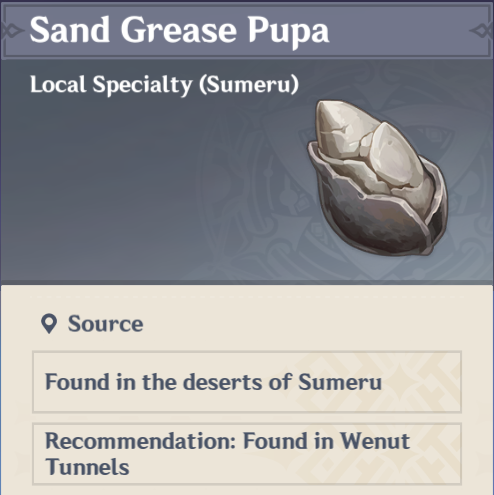 Sand Grease Pupa
Local Specialty (Sumeru)
Source
Found in the deserts of Sumeru
Recommendation: Found in Wenut
Tunnels